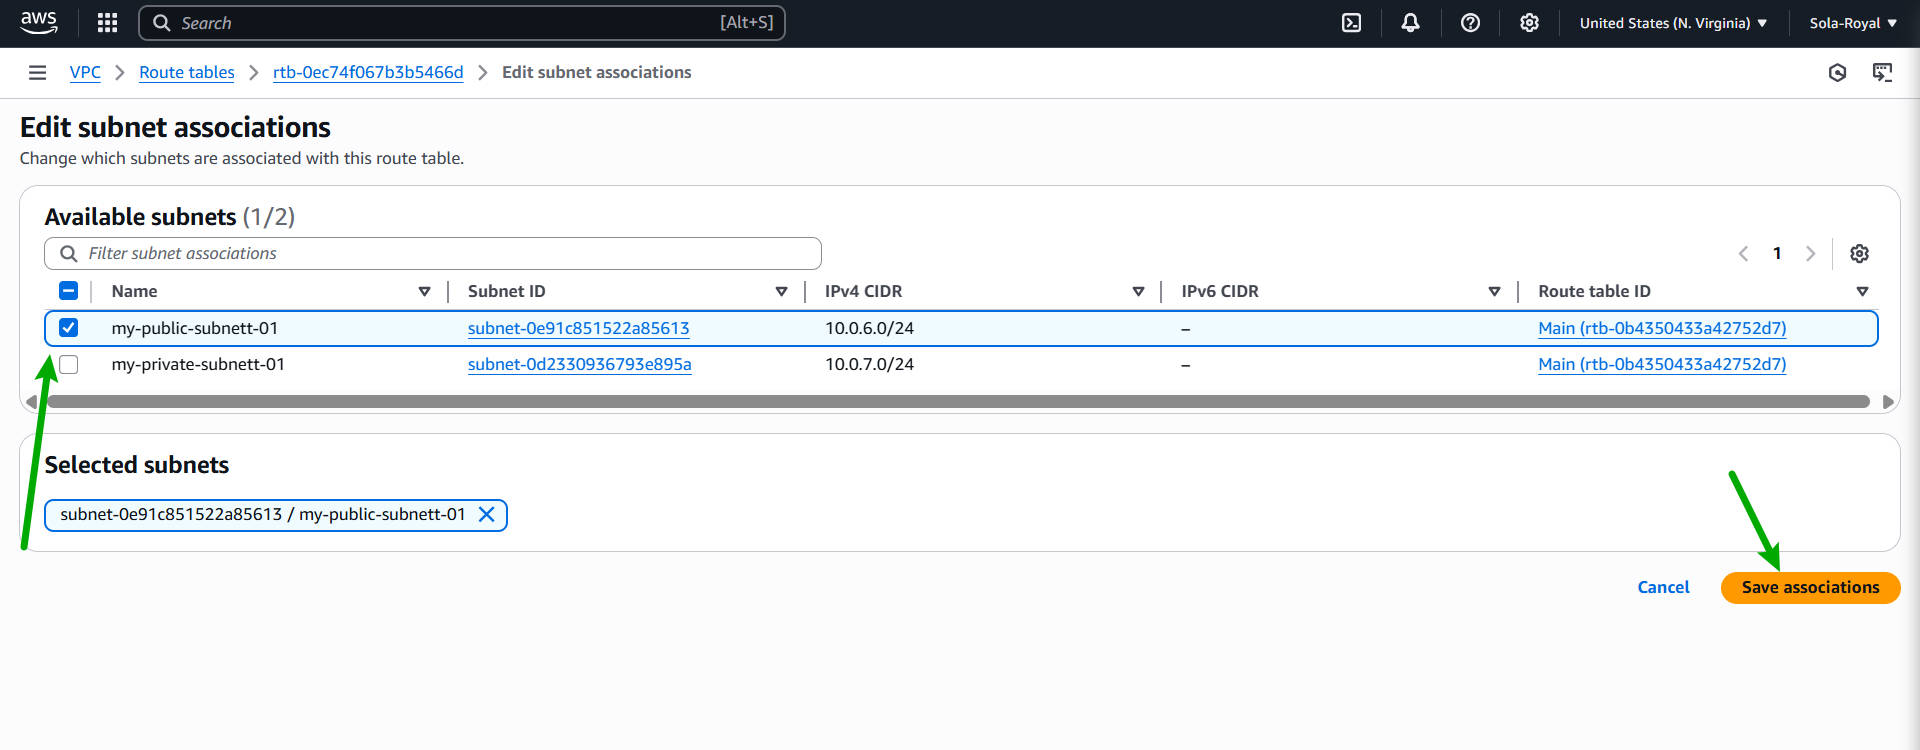 aws Search [Alt+S] United States (N. Virginia) Sola-Royal
VPC Route tables rtb-0ec74f067b3b5466d Edit subnet associations
Edit subnet associations
Change which subnets are associated with this route table.
Available subnets (1/2)
Filter subnet associations 1
Name Subnet ID IPv4 CIDR IPv6 CIDR Route table ID
my-public-subnett-01 subnet-0e91c851522a85613 10.0.6.0/24 – Main (rtb-0b4350433a42752d7)
my-private-subnett-01 subnet-0d2330936793e895a 10.0.7.0/24 – Main (rtb-0b4350433a42752d7)
Selected subnets
subnet-0e91c851522a85613 / my-public-subnett-01
Cancel Save associations